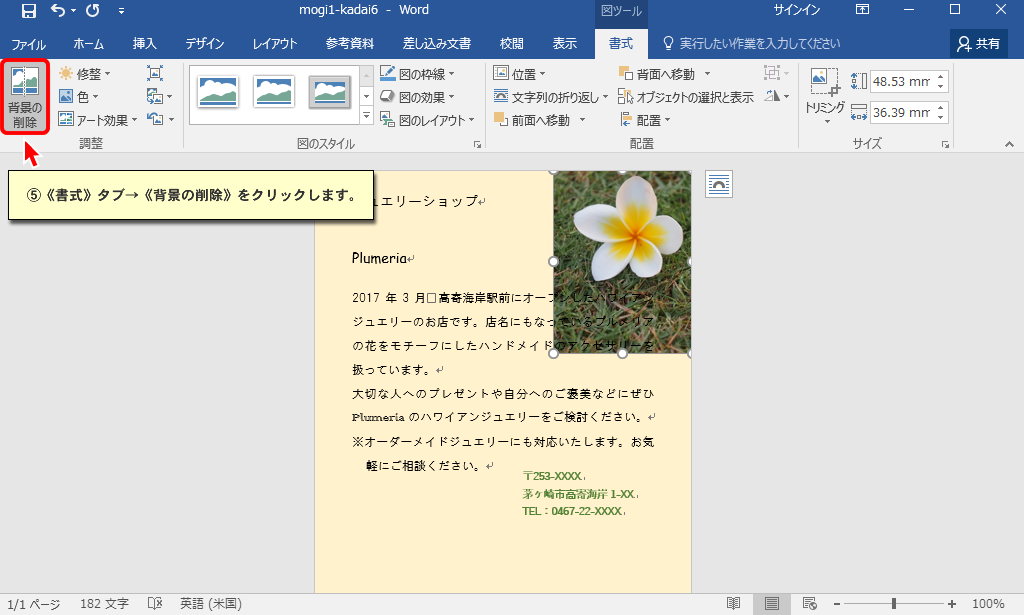 mogi1-kadai6 - Word
図ツール
サインイン
ファイル ホーム 挿入 デザイン レイアウト 参考資料 差し込み文書 校閲 表示 書式 実行したい作業を入力してください 共有
背景の
削除
修整
色
アート効果
調整
図の枠線
図の効果
図のレイアウト
図のスタイル
位置
文字列の折り返し
前面へ移動
背面へ移動
オブジェクトの選択と表示
配置
配置
トリミング
48.53 mm
36.39 mm
サイズ
⑤《書式》タブ→《背景の削除》をクリックします。
ュエリーショップ
Plumeria
2017 年 3 月□高寄海岸駅前にオープンしたハワイアン
ジュエリーのお店です。店名にもなっているプルメリア
の花をモチーフにしたハンドメイドのアクセサリーを
扱っています。
大切な人へのプレゼントや自分へのご褒美などにぜひ
Plumeria のハワイアンジュエリーをご検討ください。
※オーダーメイドジュエリーにも対応いたします。お気
軽にご相談ください。
〒253-XXXX
茅ヶ崎市高寄海岸 1-XX
TEL：0467-22-XXXX
1/1 ページ 182 文字 英語 (米国) 100%